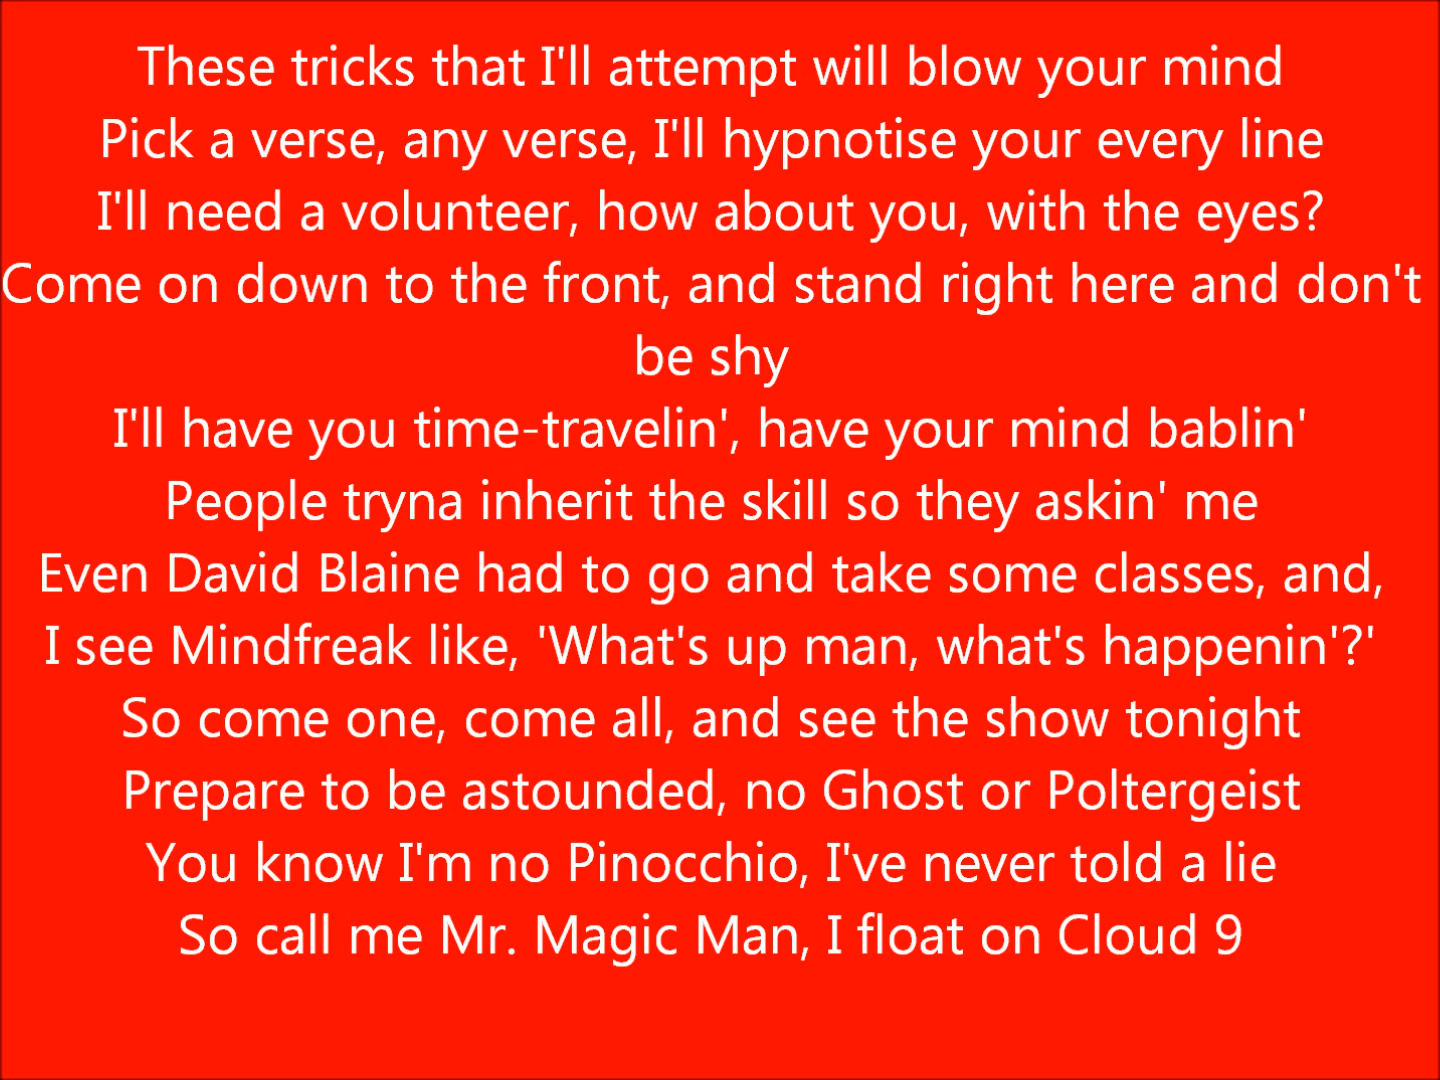 These tricks that I'll attempt will blow your mind
Pick a verse, any verse, I'll hypnotise your every line
I'll need a volunteer, how about you, with the eyes?
Come on down to the front, and stand right here and don't
be shy
I'll have you time-travelin', have your mind bablin'
People tryna inherit the skill so they askin' me
Even David Blaine had to go and take some classes, and,
I see Mindfreak like, 'What's up man, what's happenin'?'
So come one, come all, and see the show tonight
Prepare to be astounded, no Ghost or Poltergeist
You know I'm no Pinocchio, I've never told a lie
So call me Mr. Magic Man, I float on Cloud 9